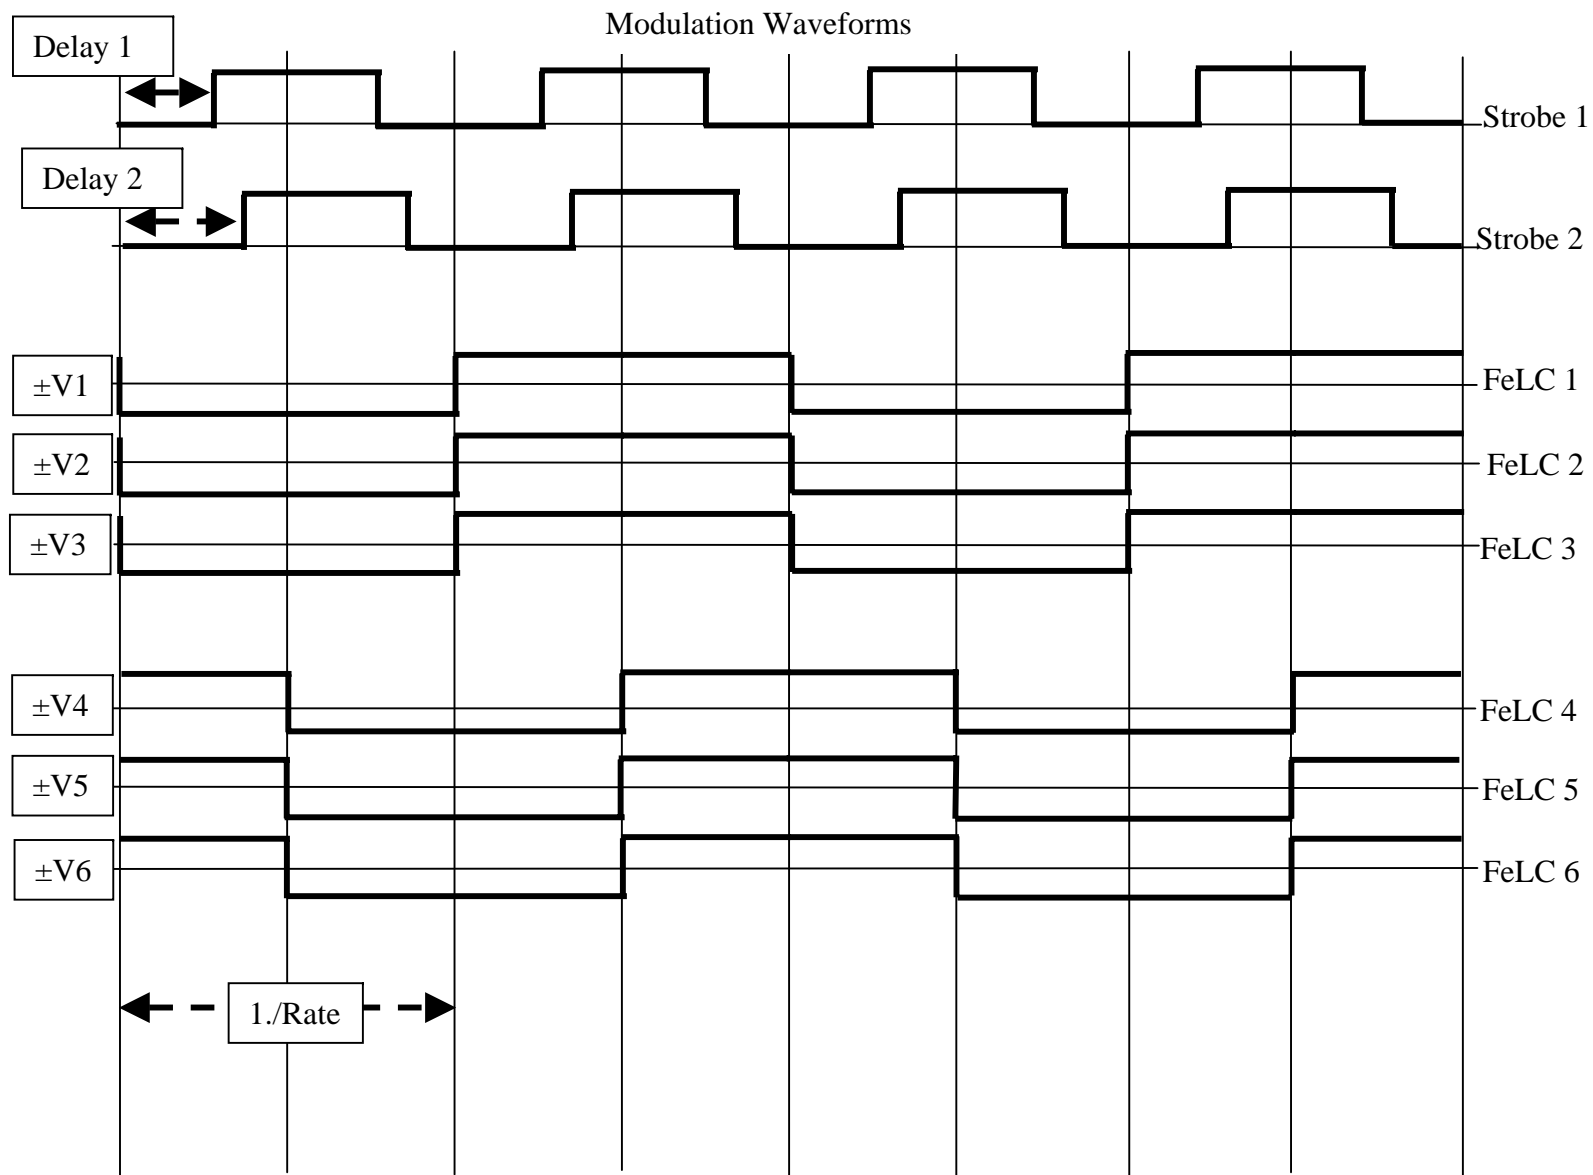 Modulation Waveforms
Delay 1
Strobe 1
Delay 2
Strobe 2
±V1
FeLC 1
±V2
FeLC 2
±V3
FeLC 3
±V4
FeLC 4
±V5
FeLC 5
±V6
FeLC 6
1./Rate